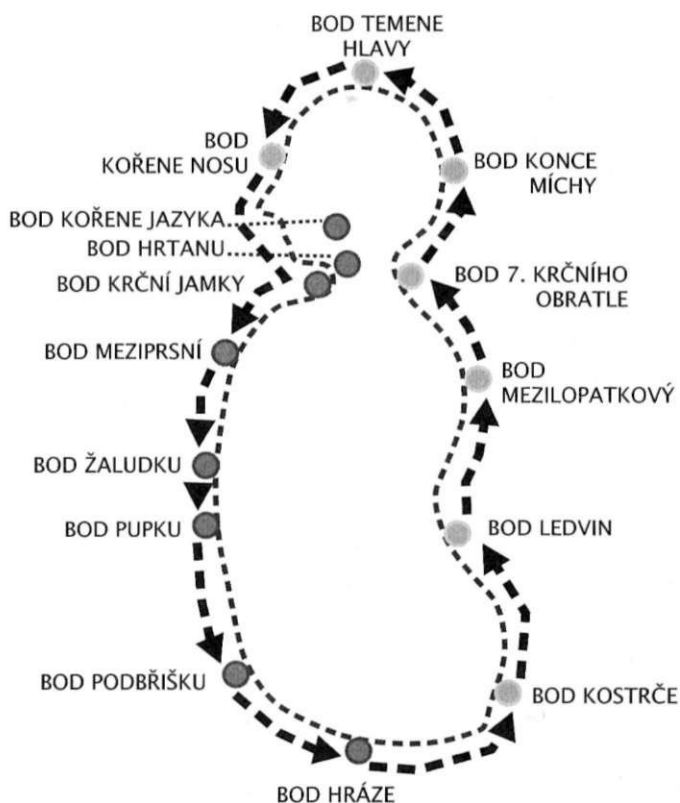 BOD TEMENE
HLAVY
BOD
KOŘENE NOSU
BOD KONCE
MÍCHY
BOD KOŘENE JAZYKA
BOD HRTANU
BOD KRČNÍ JAMKY
BOD 7. KRČNÍHO
OBRATLE
BOD MEZIPRSNÍ
BOD
MEZILOPATKOVÝ
BOD ŽALUDKU
BOD PUPKU
BOD LEDVIN
BOD PODBŘIŠKU
BOD KOSTRČE
BOD HRÁZE